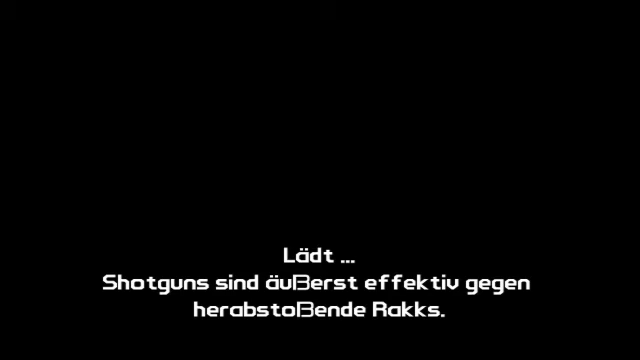 Lädt ...
Shotguns sind äußerst effektiv gegen
herabstoßende Rakks.